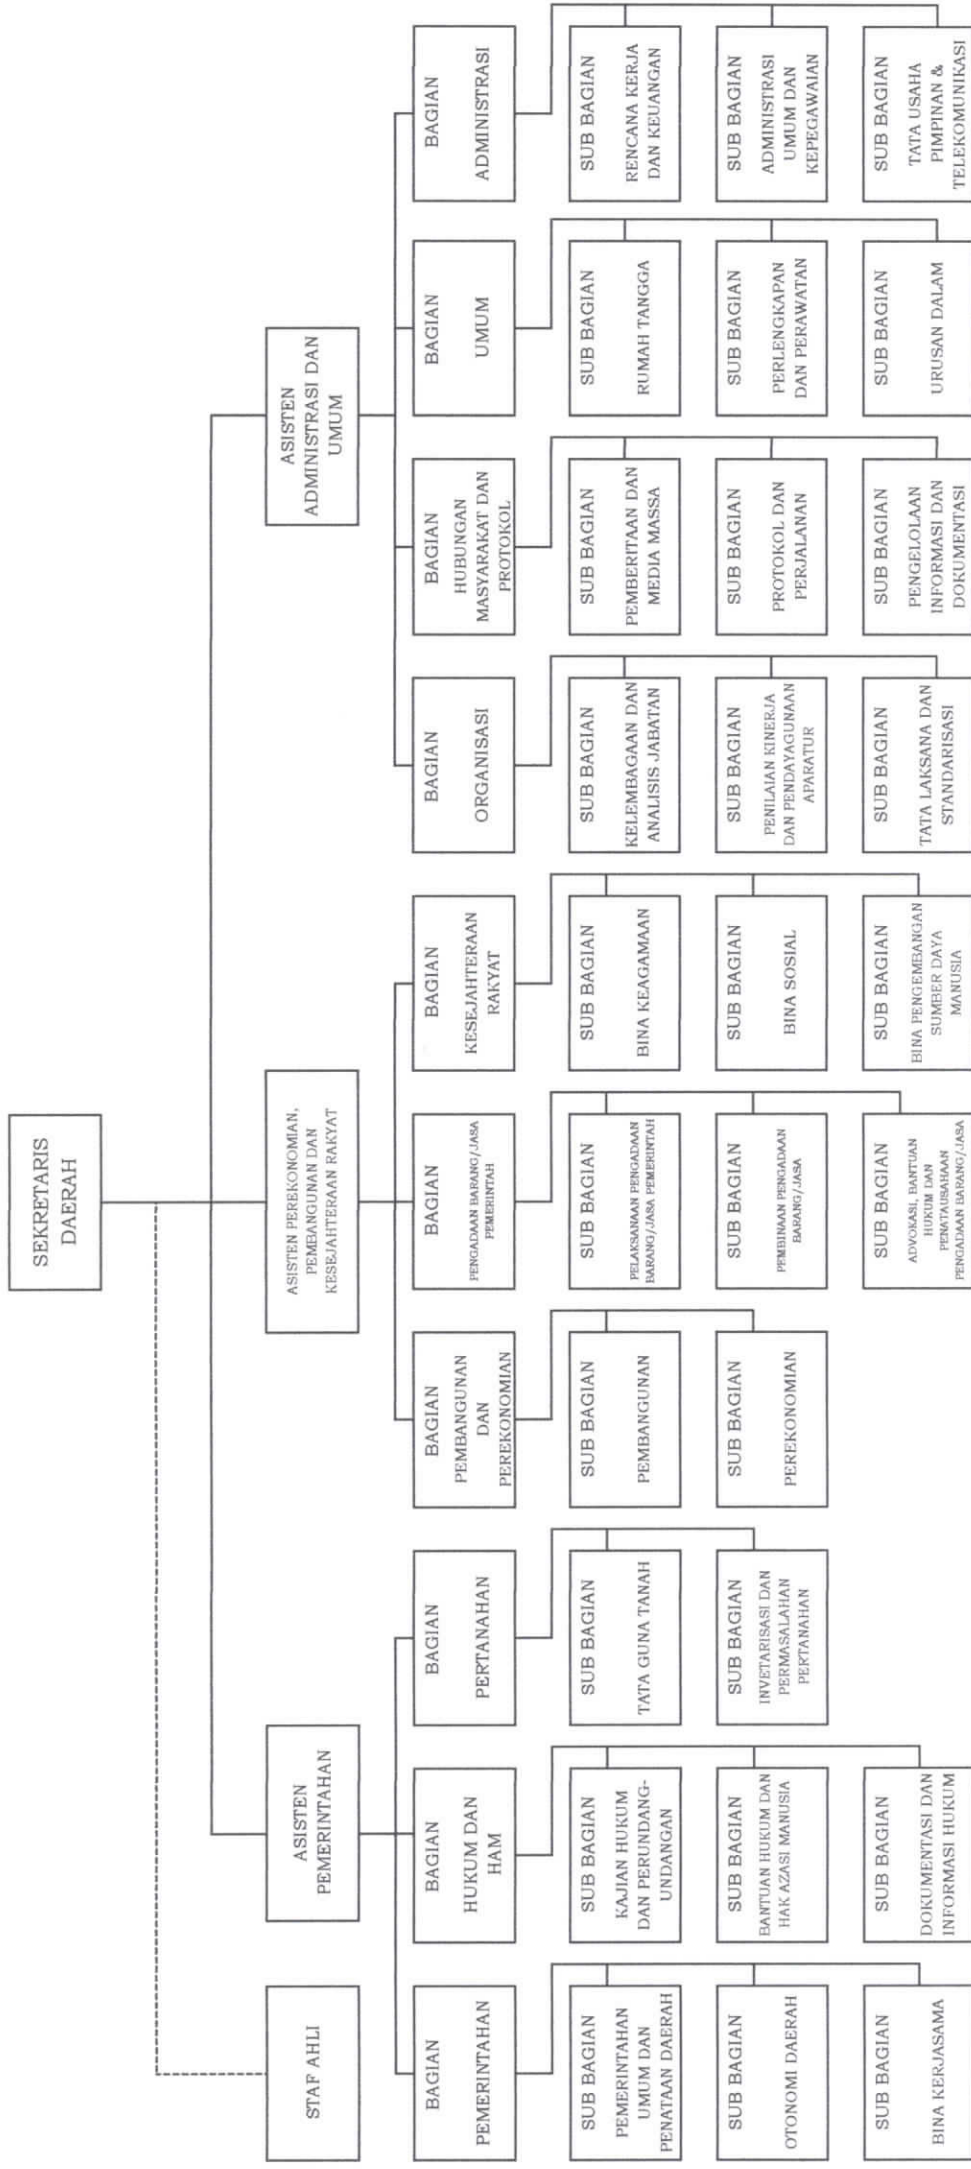 SEKRETARIS
DAERAH
STAF AHLI
ASISTEN
PEMERINTAHAN
ASISTEN PEREKONOMIAN,
PEMBANGUNAN DAN
KESEJAHTERAAN RAKYAT
ASISTEN
ADMINISTRASI DAN
UMUM
BAGIAN
PEMERINTAHAN
BAGIAN
HUKUM DAN
HAM
BAGIAN
PERTANAHAN
BAGIAN
PEMBANGUNAN
DAN
PEREKONOMIAN
BAGIAN
PENGADAAN BARANG/JASA
PEMERINTAH
BAGIAN
KESEJAHTERAAN
RAKYAT
BAGIAN
ORGANISASI
BAGIAN
HUBUNGAN
MASYARAKAT DAN
PROTOKOL
BAGIAN
UMUM
BAGIAN
ADMINISTRASI
SUB BAGIAN
PEMERINTAHAN
UMUM DAN
PENATAAN DAERAH
SUB BAGIAN
KAJIAN HUKUM
DAN PERUNDANG-
UNDANGAN
SUB BAGIAN
TATA GUNA TANAH
SUB BAGIAN
PEMBANGUNAN
SUB BAGIAN
PELAKSANAAN PENGADAAN
BARANG/JASA PEMERINTAH
SUB BAGIAN
BINA KEAGAMAAN
SUB BAGIAN
KELEMBAGAAN DAN
ANALISIS JABATAN
SUB BAGIAN
PEMBERITAAN DAN
MEDIA MASSA
SUB BAGIAN
RUMAH TANGGA
SUB BAGIAN
RENCANA KERJA
DAN KEUANGAN
SUB BAGIAN
OTONOMI DAERAH
SUB BAGIAN
BANTUAN HUKUM DAN
HAK AZASI MANUSIA
SUB BAGIAN
INVETARISASI DAN
PERMASALAHAN
PERTANAHAN
SUB BAGIAN
PEREKONOMIAN
SUB BAGIAN
PEMBINAAN PENGADAAN
BARANG/JASA
SUB BAGIAN
BINA SOSIAL
SUB BAGIAN
PENILAIAN KINERJA
DAN PENDAYAGUNAAN
APARATUR
SUB BAGIAN
PROTOKOL DAN
PERJALANAN
SUB BAGIAN
PERLENGKAPAN
DAN PERAWATAN
SUB BAGIAN
ADMINISTRASI
UMUM DAN
KEPEGAWAIAN
SUB BAGIAN
BINA KERJASAMA
SUB BAGIAN
DOKUMENTASI DAN
INFORMASI HUKUM
SUB BAGIAN
ADVOKASI, BANTUAN
HUKUM DAN
PENATAUSAHAAN
PENGADAAN BARANG/JASA
SUB BAGIAN
BINA PENGEMBANGAN
SUMBER DAYA
MANUSIA
SUB BAGIAN
TATA LAKSANA DAN
STANDARISASI
SUB BAGIAN
PENGELOLAAN
INFORMASI DAN
DOKUMENTASI
SUB BAGIAN
URUSAN DALAM
SUB BAGIAN
TATA USAHA
PIMPINAN &
TELEKOMUNIKASI